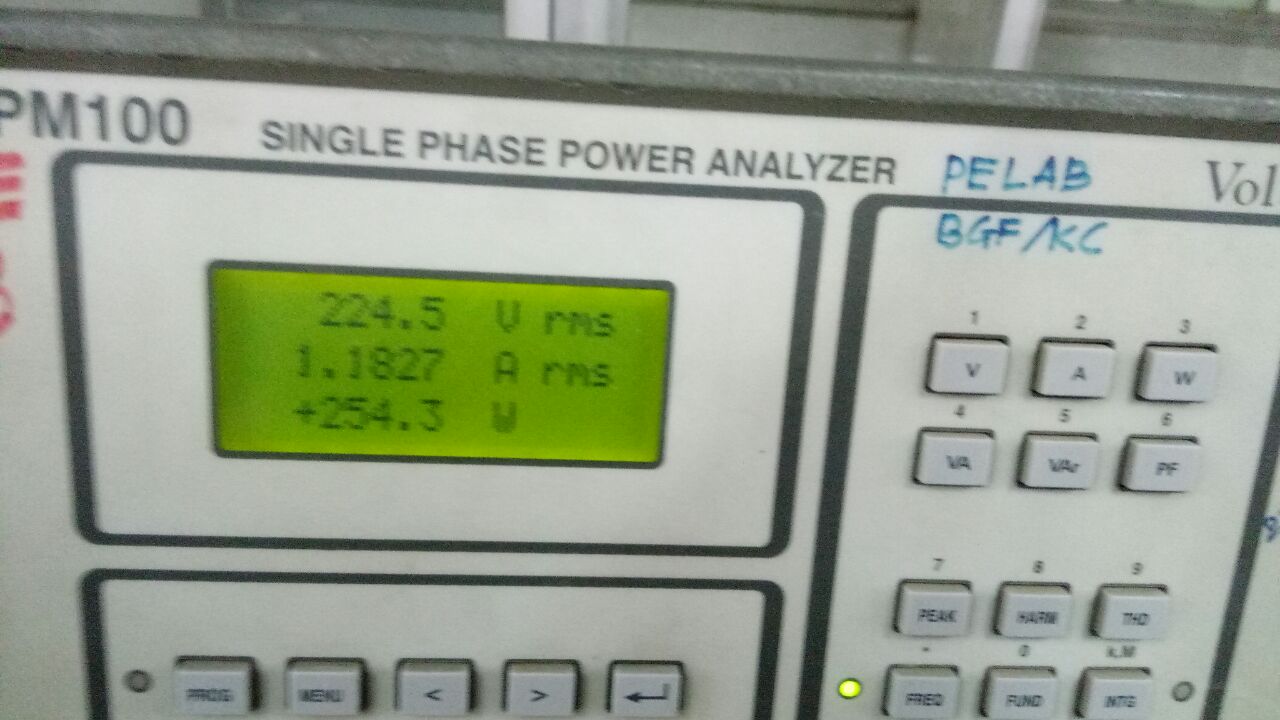 PM100
SINGLE PHASE POWER ANALYZER
PELAB
BGF/KC
Vol
224.5 V rms
1.1827 A rms
+254.3 W
1 2 3
V A W
4 5 6
VA VAr PF
7 8 9
PEAK HARM THD
- 0 k,M
FREQ FUND INTG
PROG MENU < > ↵